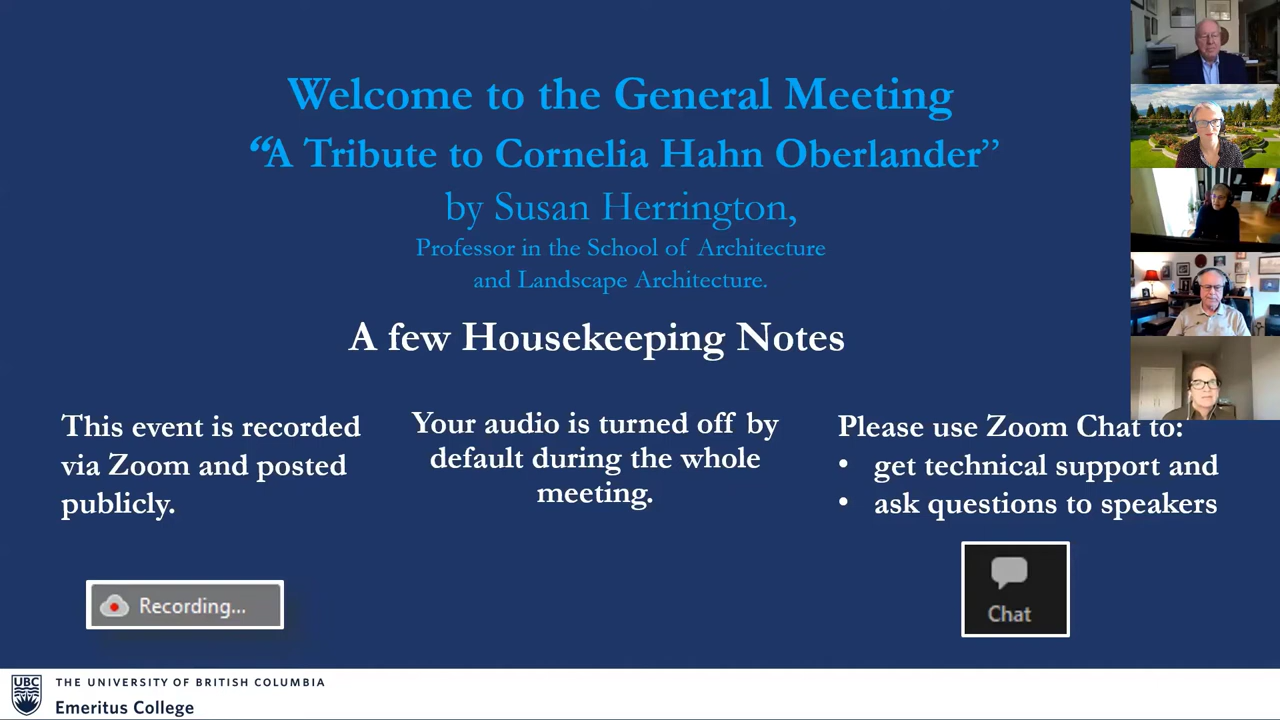 Welcome to the General Meeting
“A Tribute to Cornelia Hahn Oberlander”
by Susan Herrington,
Professor in the School of Architecture
and Landscape Architecture.
A few Housekeeping Notes
This event is recorded
via Zoom and posted
publicly.
Your audio is turned off by
default during the whole
meeting.
Please use Zoom Chat to:
• get technical support and
• ask questions to speakers
Recording...
Chat
UBC
THE UNIVERSITY OF BRITISH COLUMBIA
Emeritus College